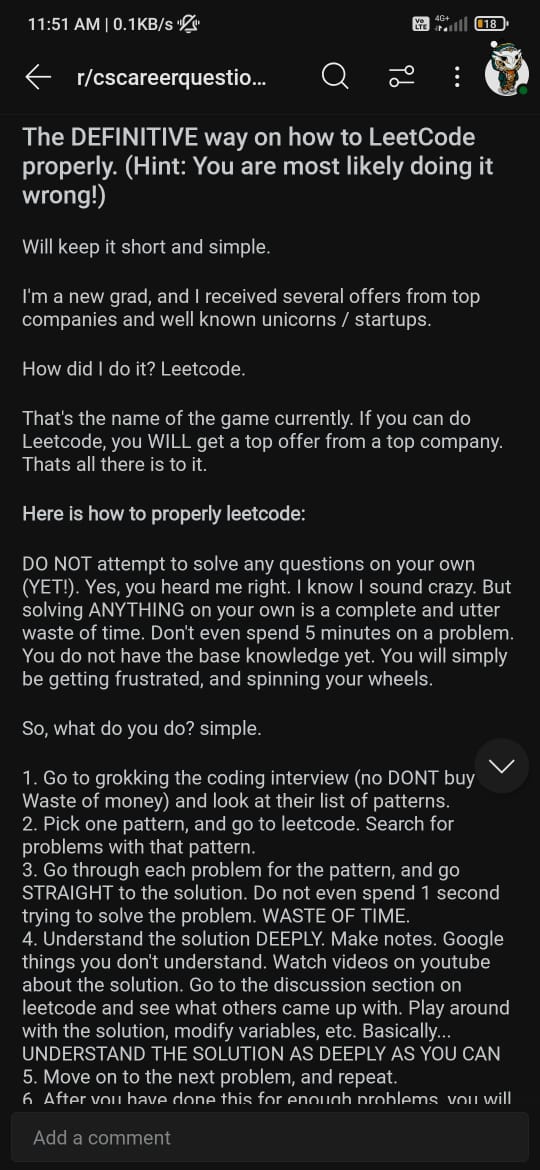 11:51 AM | 0.1KB/s
Vo LTE 4G+ 18
r/cscareerquestio...
The DEFINITIVE way on how to LeetCode
properly. (Hint: You are most likely doing it
wrong!)
Will keep it short and simple.
I'm a new grad, and I received several offers from top
companies and well known unicorns / startups.
How did I do it? Leetcode.
That's the name of the game currently. If you can do
Leetcode, you WILL get a top offer from a top company.
Thats all there is to it.
Here is how to properly leetcode:
DO NOT attempt to solve any questions on your own
(YET!). Yes, you heard me right. I know I sound crazy. But
solving ANYTHING on your own is a complete and utter
waste of time. Don't even spend 5 minutes on a problem.
You do not have the base knowledge yet. You will simply
be getting frustrated, and spinning your wheels.
So, what do you do? simple.
1. Go to grokking the coding interview (no DONT buy
Waste of money) and look at their list of patterns.
2. Pick one pattern, and go to leetcode. Search for
problems with that pattern.
3. Go through each problem for the pattern, and go
STRAIGHT to the solution. Do not even spend 1 second
trying to solve the problem. WASTE OF TIME.
4. Understand the solution DEEPLY. Make notes. Google
things you don't understand. Watch videos on youtube
about the solution. Go to the discussion section on
leetcode and see what others came up with. Play around
with the solution, modify variables, etc. Basically...
UNDERSTAND THE SOLUTION AS DEEPLY AS YOU CAN
5. Move on to the next problem, and repeat.
6. After you have done this for enough problems, you will
Add a comment